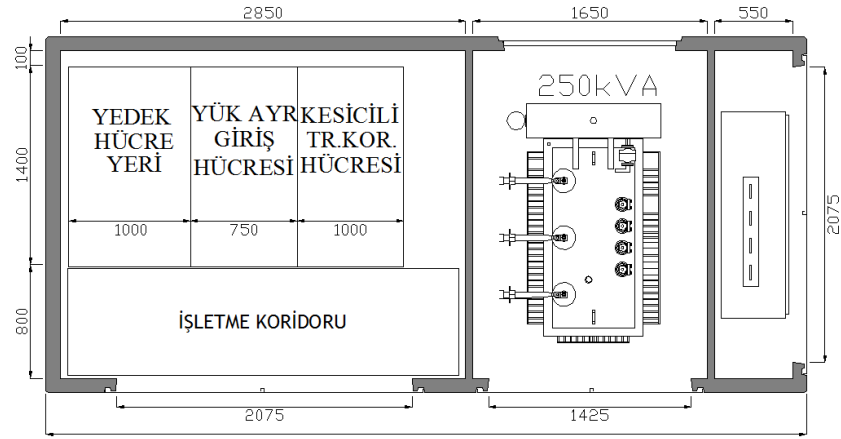 2850
1650
550
100
1400
800
YEDEK
HÜCRE
YERİ
YÜK AYR
GİRİŞ
HÜCRESİ
KESİCİLİ
TR.KOR.
HÜCRESİ
250kVA
1000
750
1000
2075
İŞLETME KORİDORU
2075
1425